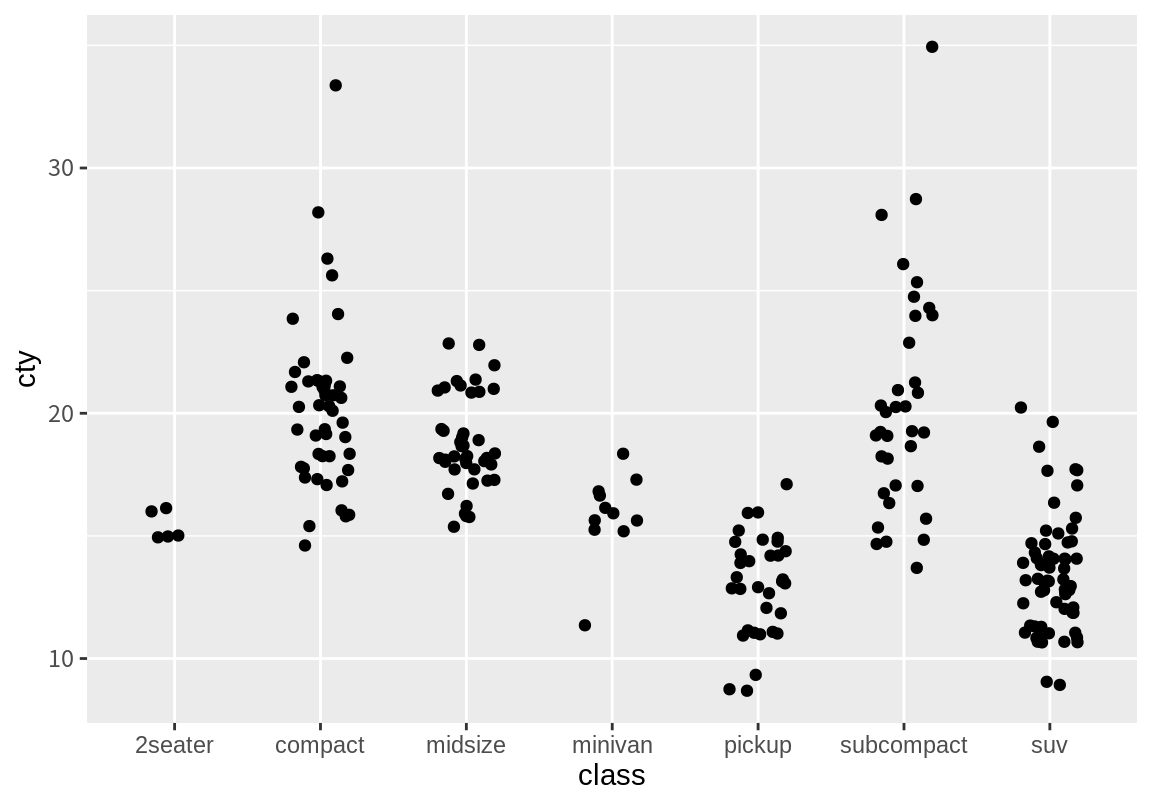 cty
30
20
10
2seater compact midsize minivan pickup subcompact suv
class